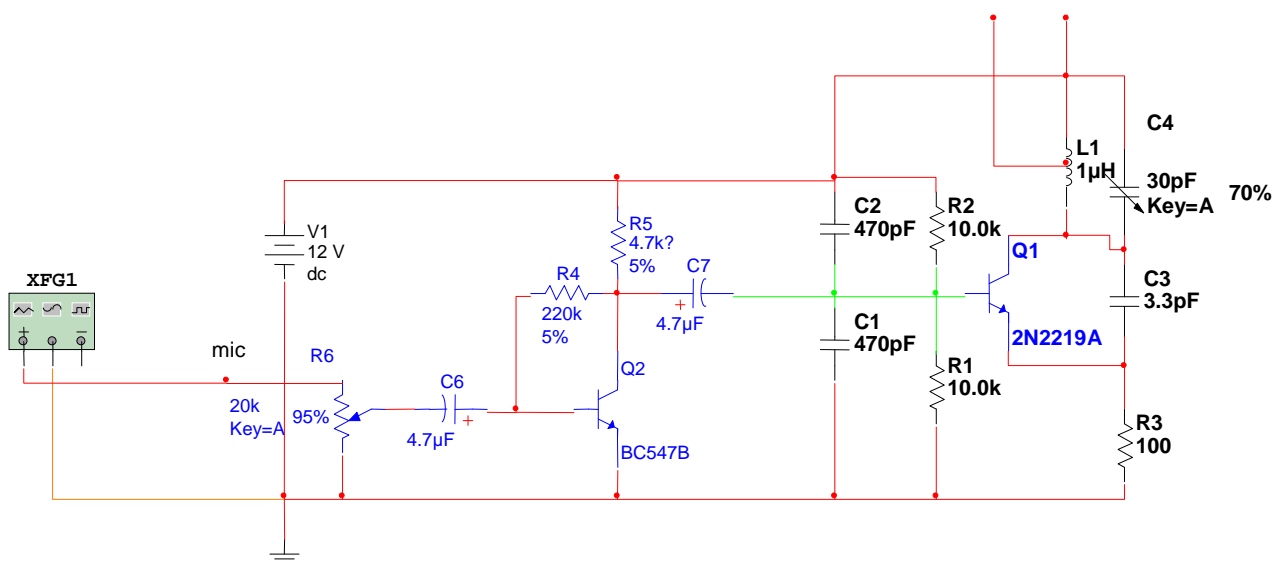 XFG1
mic
V1
12 V
dc
R6
20k
Key=A
95%
C6
4.7µF
R4
220k
5%
R5
4.7k?
5%
Q2
BC547B
C7
4.7µF
C2
470pF
C1
470pF
R2
10.0k
R1
10.0k
L1
1µH
C4
30pF
Key=A
70%
Q1
2N2219A
C3
3.3pF
R3
100